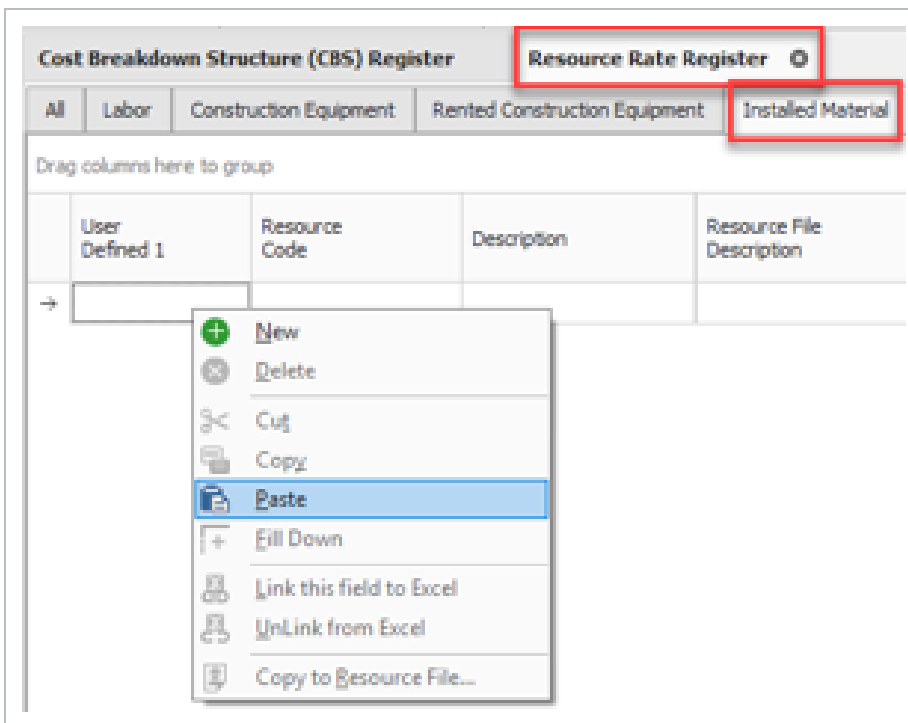 Cost Breakdown Structure (CBS) Register Resource Rate Register
All Labor Construction Equipment Rented Construction Equipment Installed Material
Drag columns here to group
User Defined 1
Resource Code
Description
Resource File Description
New
Delete
Cut
Copy
Paste
Fill Down
Link this field to Excel
UnLink from Excel
Copy to Resource File...